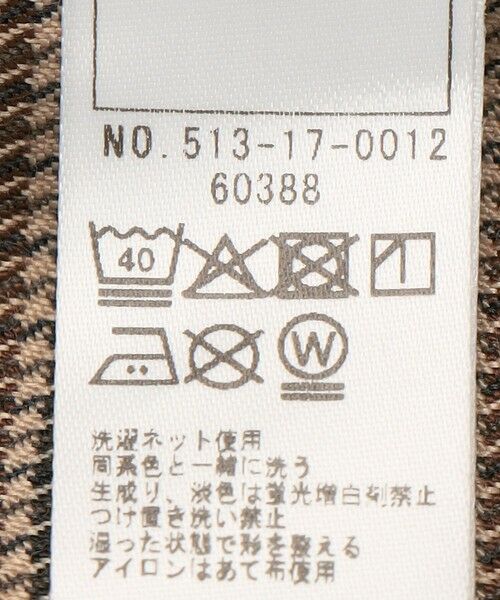 NO.513-17-0012
60388
40
W
洗濯ネット使用
同系色と一緒に洗う
生成り、淡色は蛍光増白剤禁止
つけ置き洗い禁止
湿った状態で形を整える
アイロンはあて布使用